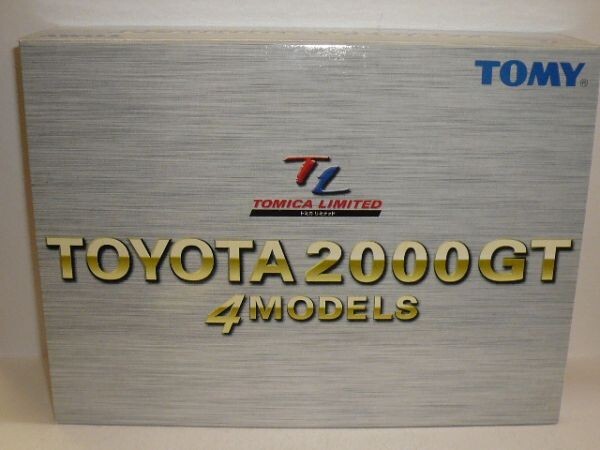 TOMY®
TL
TOMICA LIMITED
トミカ リミテッド
TOYOTA 2000GT
4 MODELS